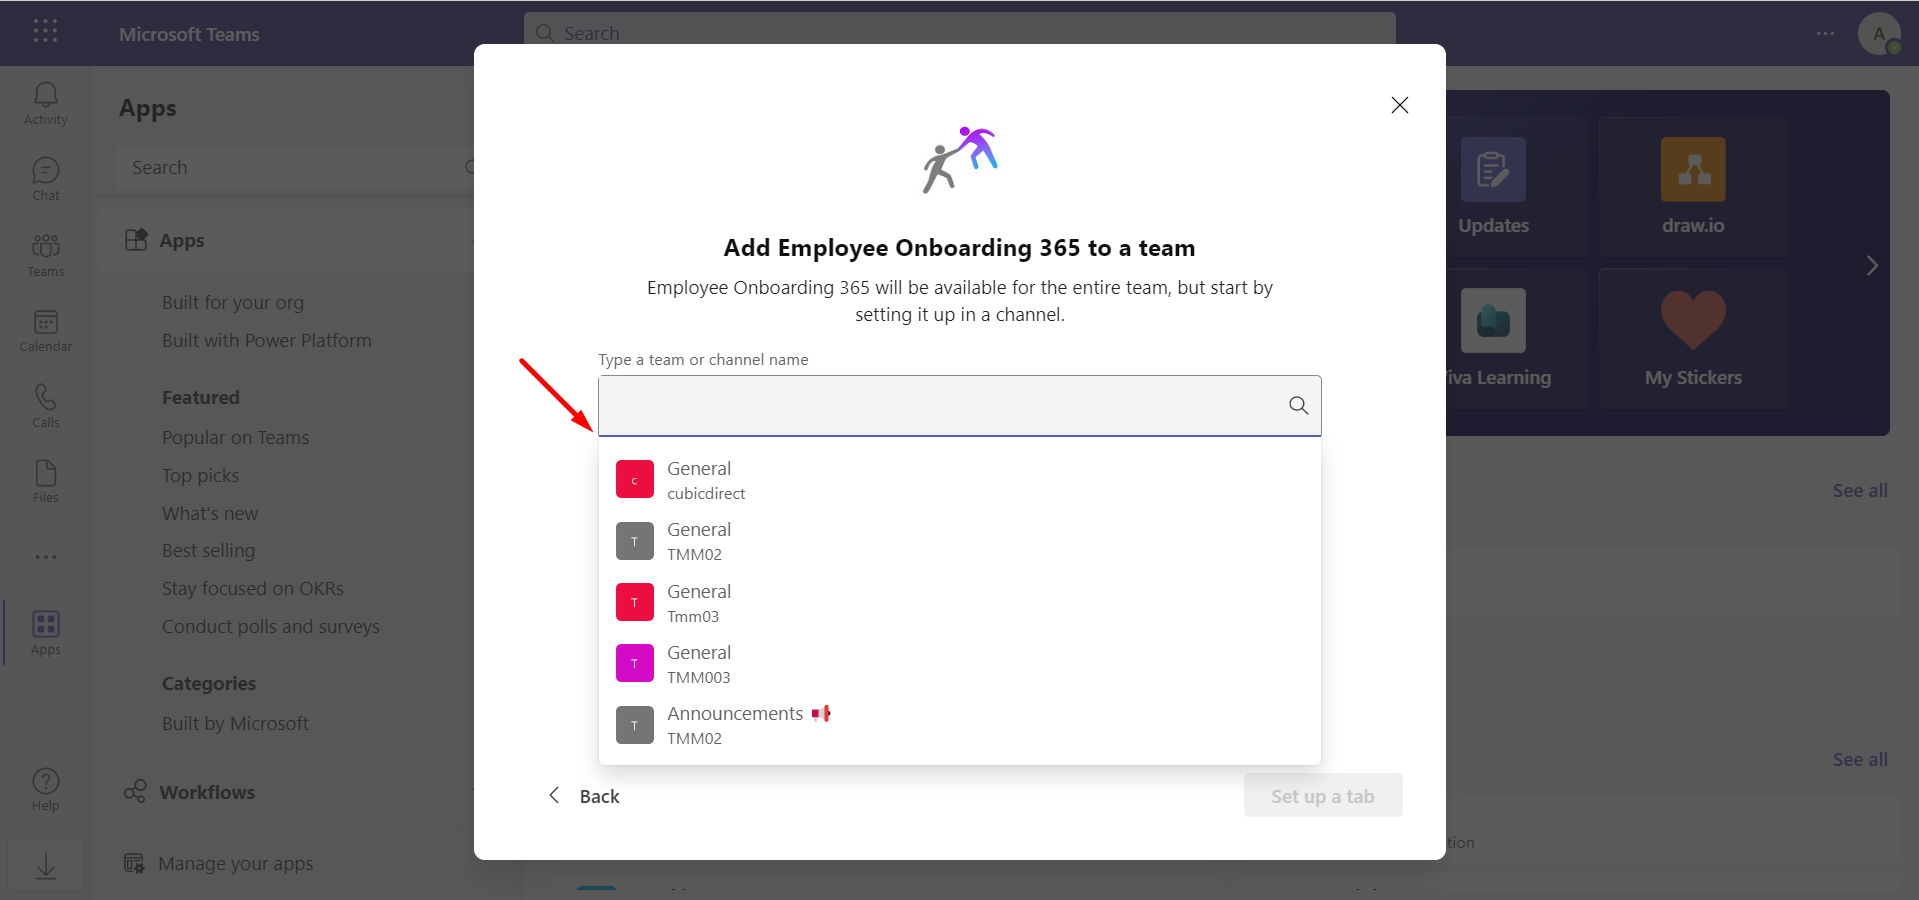 Microsoft Teams
Search
A
Activity
Chat
Teams
Calendar
Calls
Files
Apps
Help
Apps
Search
Apps
Built for your org
Built with Power Platform
Featured
Popular on Teams
Top picks
What's new
Best selling
Stay focused on OKRs
Conduct polls and surveys
Categories
Built by Microsoft
Workflows
Manage your apps
Add Employee Onboarding 365 to a team
Employee Onboarding 365 will be available for the entire team, but start by
setting it up in a channel.
Type a team or channel name
c
General
cubicdirect
T
General
TMM02
T
General
Tmm03
T
General
TMM003
T
Announcements
TMM02
Back
Set up a tab
Updates
draw.io
iva Learning
My Stickers
See all
See all
tion